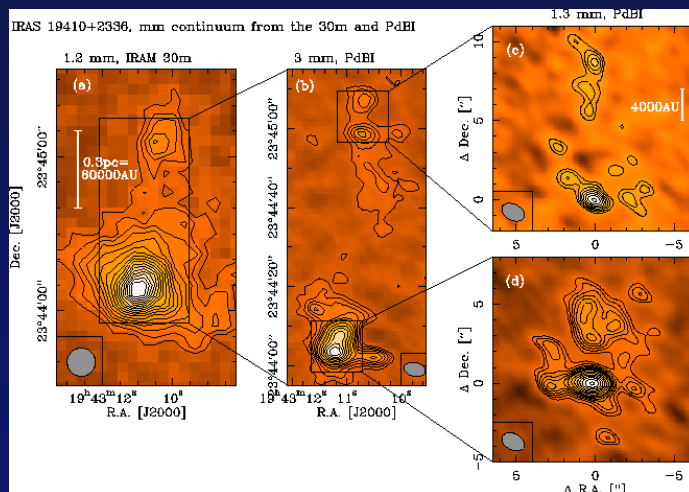 IRAS 19410+2336, mm continuum from the 30m and PdBI
1.3 mm, PdBI
1.2 mm, IRAM 30m
3 mm, PdBI
(a)
(b)
(c)
(d)
0.3pc=
60000AU
4000AU
Dec. [J2000]
23°45'00"
23°44'00"
23°45'00"
23°44'40"
23°44'20"
23°44'00"
Δ Dec. ["]
10
5
0
5
0
-5
Δ Dec. ["]
5
0
-5
5
0
-5
19ʰ43ᵐ12ˢ
10ˢ
R.A. [J2000]
19ʰ43ᵐ12ˢ
11ˢ
10ˢ
R.A. [J2000]
Δ R.A. ["]